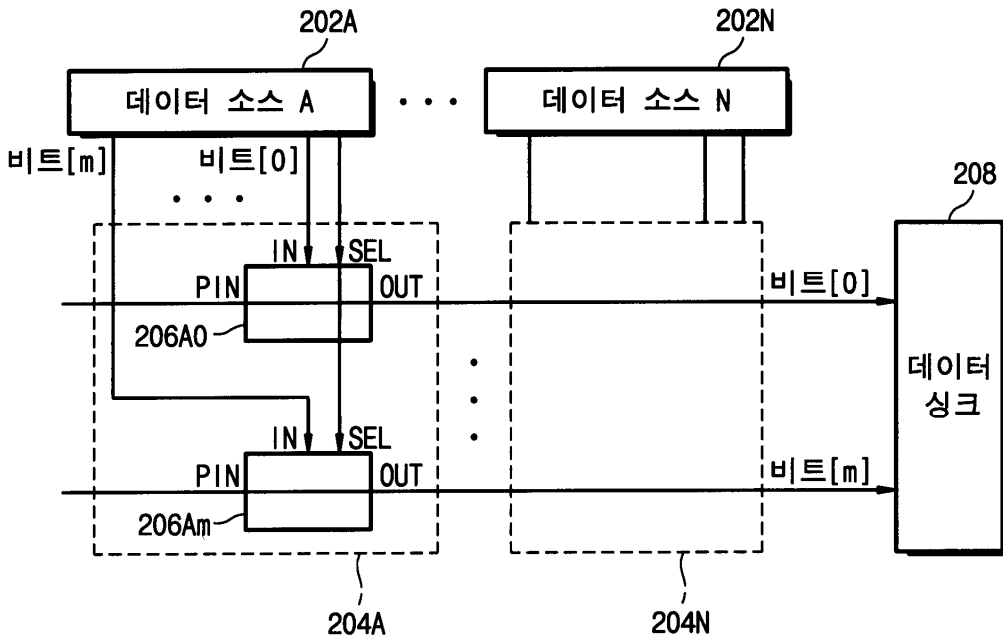 202A
202N
데이터 소스 A
• • •
데이터 소스 N
비트[m]
비트[0]
• • •
208
IN
SEL
PIN
OUT
비트[0]
206A0
데이터
싱크
IN
SEL
PIN
OUT
비트[m]
206Am
204A
204N